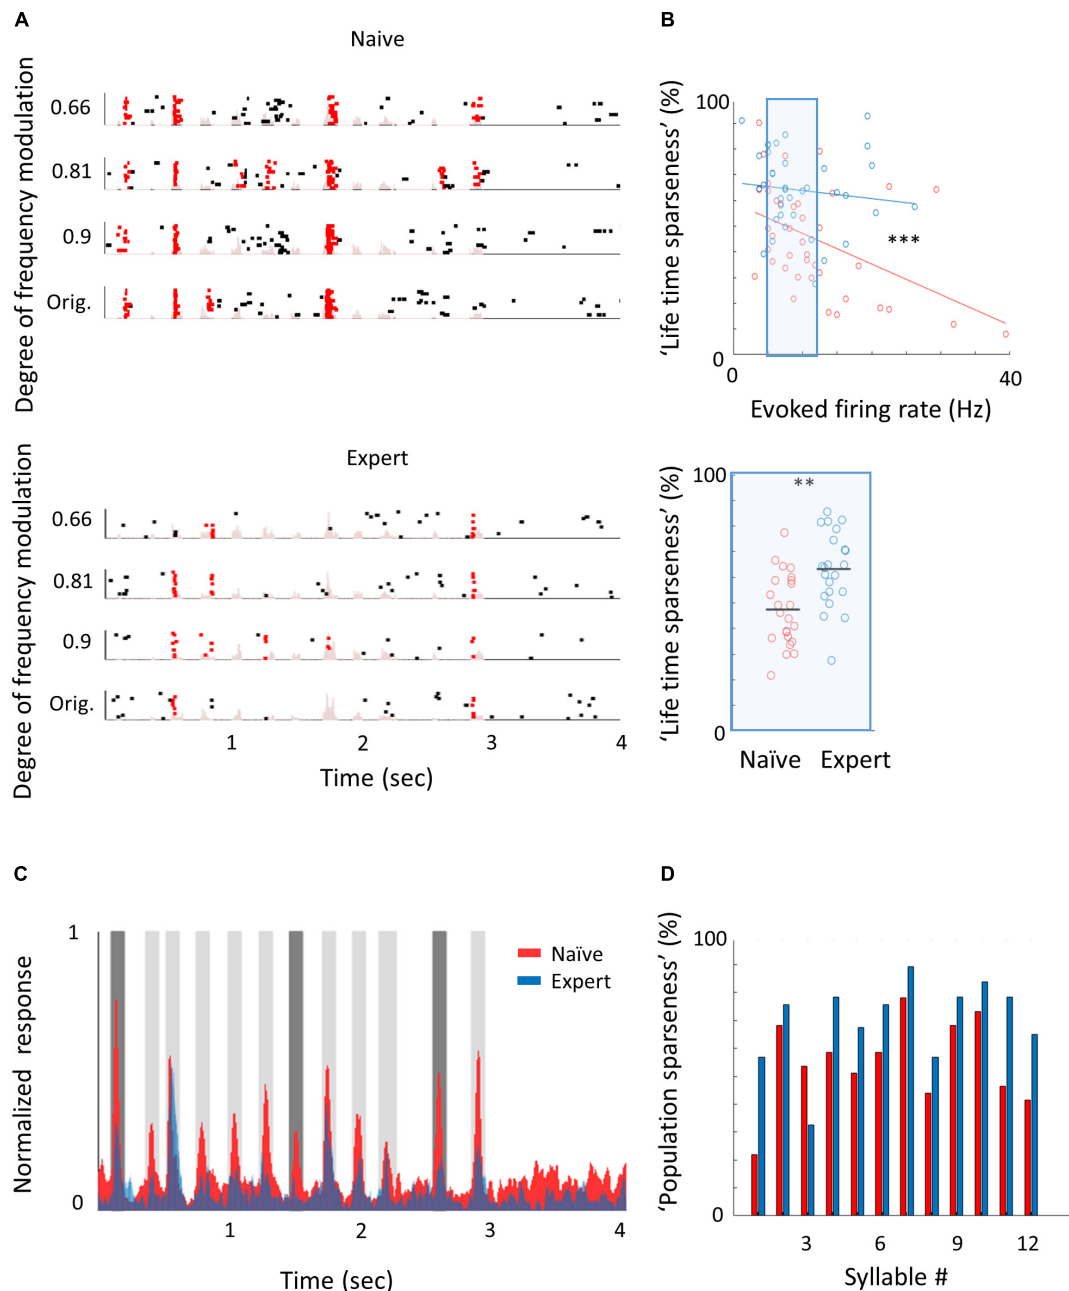 A
Naive
Degree of frequency modulation
0.66
0.81
0.9
Orig.
Expert
Degree of frequency modulation
0.66
0.81
0.9
Orig.
1
2
3
4
Time (sec)
B
'Life time sparseness' (%)
100
0
***
0
40
Evoked firing rate (Hz)
'Life time sparseness' (%)
100
0
**
Naïve
Expert
C
Normalized response
1
0
Naïve
Expert
1
2
3
4
Time (sec)
D
'Population sparseness' (%)
100
0
3
6
9
12
Syllable #